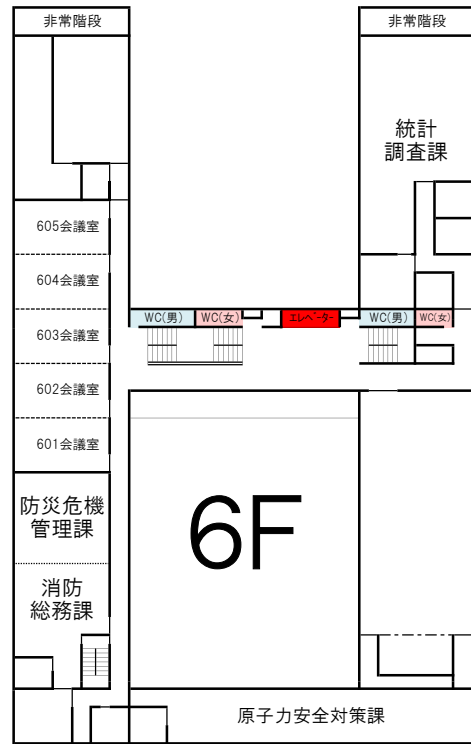 非常階段
非常階段
統計
調査課
605会議室
604会議室
603会議室
602会議室
601会議室
WC(男)
WC(女)
エレベーター
WC(男)
WC(女)
6F
防災危機
管理課
消防
総務課
原子力安全対策課